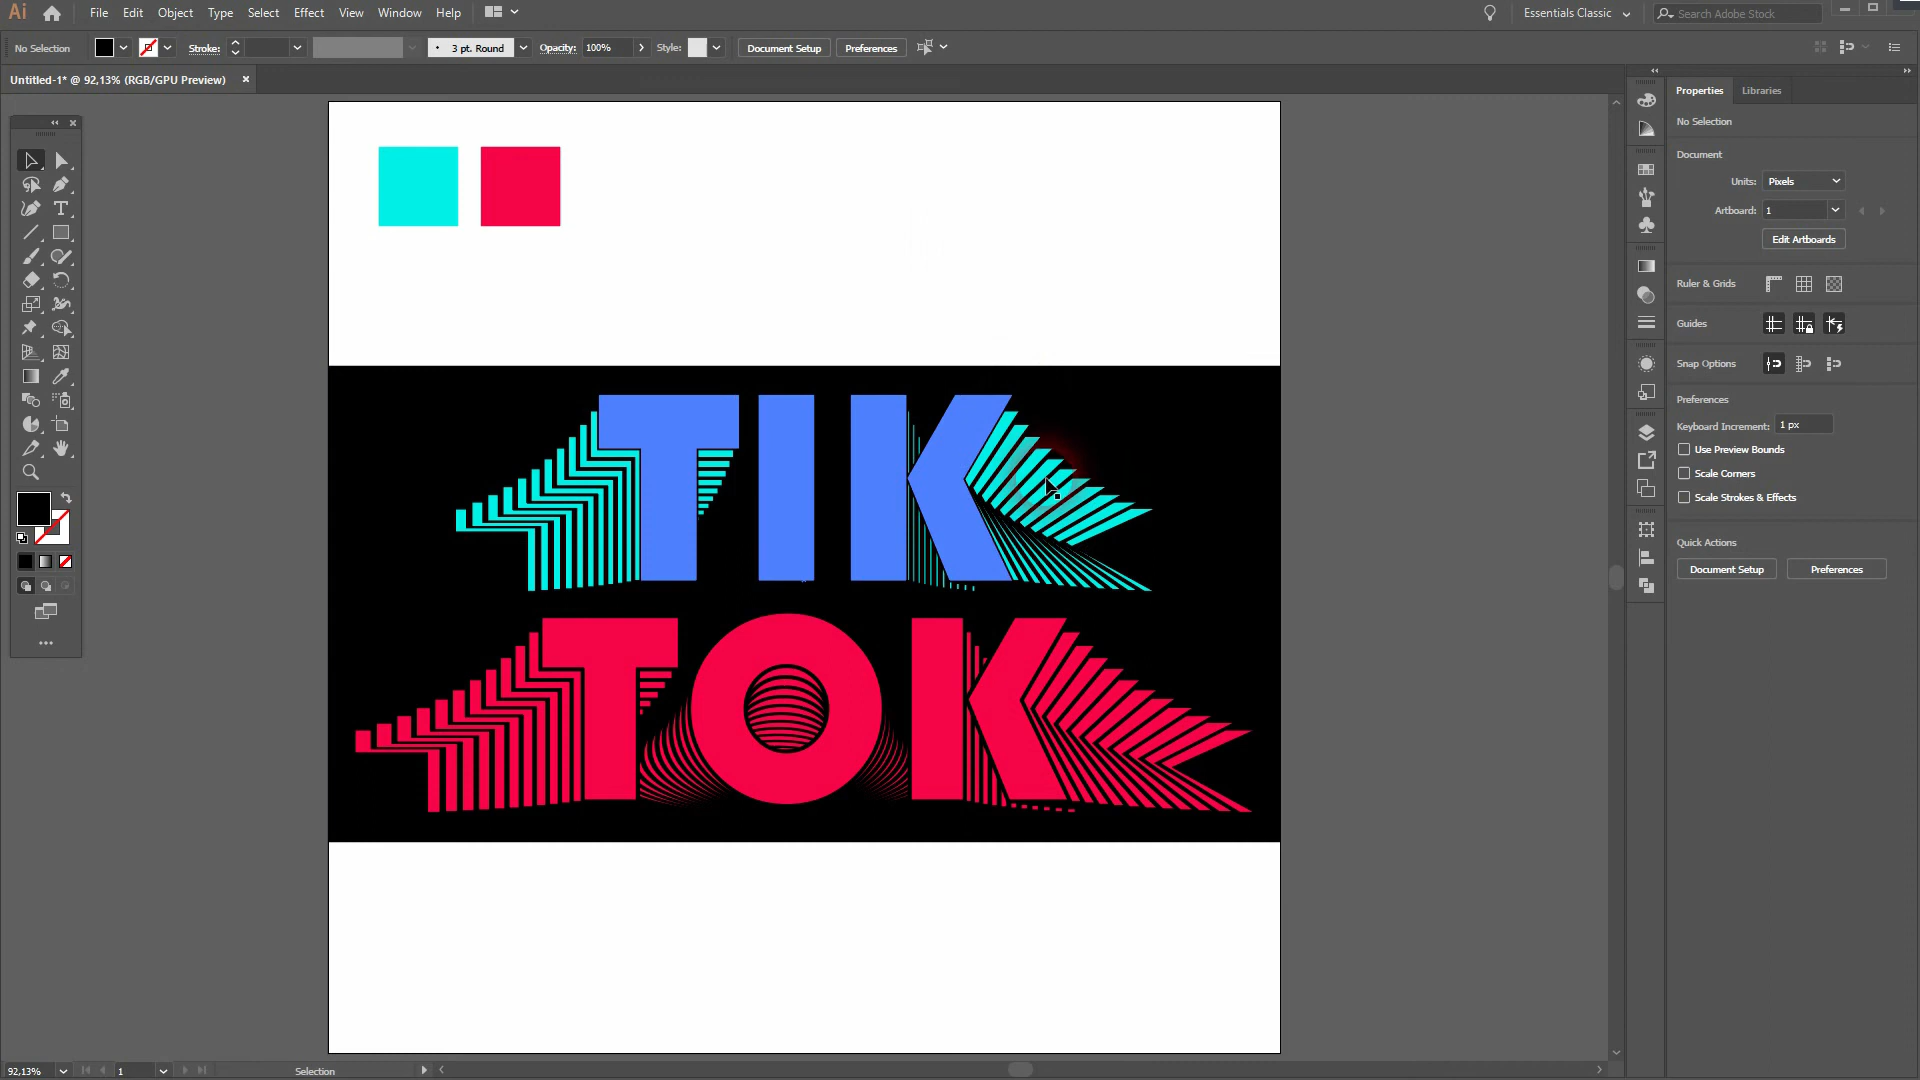 Ai File Edit Object Type Select Effect View Window Help Essentials Classic Search Adobe Stock
No Selection Stroke: 3 pt. Round Opacity: 100% Style: Document Setup Preferences
Untitled-1* @ 92,13% (RGB/GPU Preview)
Properties Libraries
No Selection
Document
Units: Pixels
Artboard: 1
Edit Artboards
Ruler & Grids
Guides
Snap Options
Preferences
Keyboard Increment: 1 px
Use Preview Bounds
Scale Corners
Scale Strokes & Effects
Quick Actions
Document Setup Preferences
TIK
TOK
92,13% 1 Selection